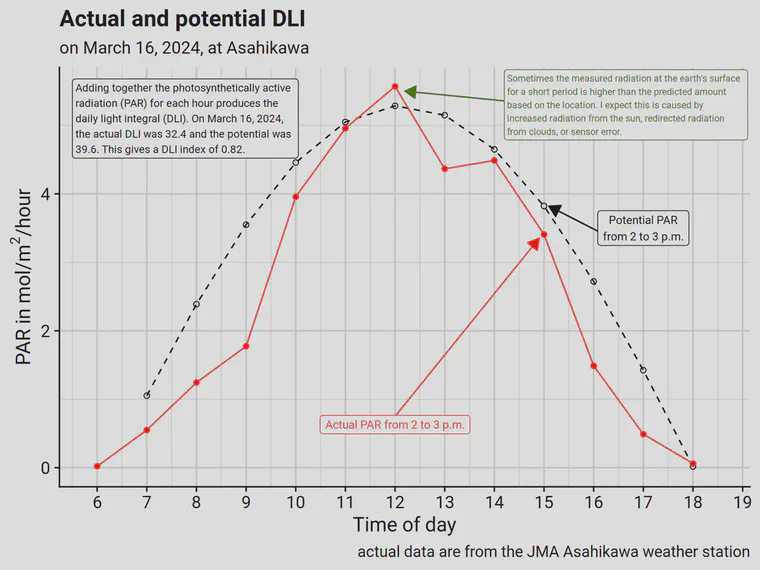 Actual and potential DLI
on March 16, 2024, at Asahikawa
Adding together the photosynthetically active
radiation (PAR) for each hour produces the
daily light integral (DLI). On March 16, 2024,
the actual DLI was 32.4 and the potential was
39.6. This gives a DLI index of 0.82.
Sometimes the measured radiation at the earth's surface
for a short period is higher than the predicted amount
based on the location. I expect this is caused by
increased radiation from the sun, redirected radiation
from clouds, or sensor error.
Potential PAR
from 2 to 3 p.m.
Actual PAR from 2 to 3 p.m.
PAR in mol/m²/hour
4
2
0
6 7 8 9 10 11 12 13 14 15 16 17 18 19
Time of day
actual data are from the JMA Asahikawa weather station